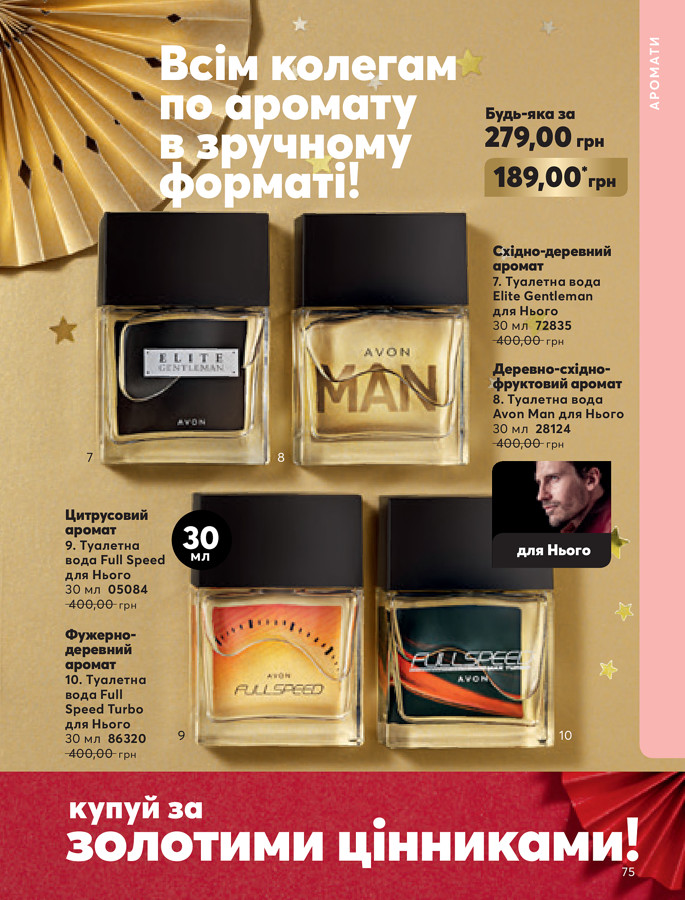 АРОМАТИ
Всім колегам
по аромату
в зручному
форматі!
Будь-яка за
279,00 грн
189,00* грн
Східно-деревний
аромат
7. Туалетна вода
Elite Gentleman
для Нього
30 мл 72835
400,00 грн
Деревно-східно-
фруктовий аромат
8. Туалетна вода
Avon Man для Нього
30 мл 28124
400,00 грн
ELITE
GENTLEMAN
AVON
7
AVON
MAN
8
для Нього
Цитрусовий
аромат
9. Туалетна
вода Full Speed
для Нього
30 мл 05084
400,00 грн
Фужерно-
деревний
аромат
10. Туалетна
вода Full
Speed Turbo
для Нього
30 мл 86320
400,00 грн
30
МЛ
AVON
FULLSPEED
9
FULLSPEED
MAX TURBO
AVON
10
купуй за
золотими цінниками!
75